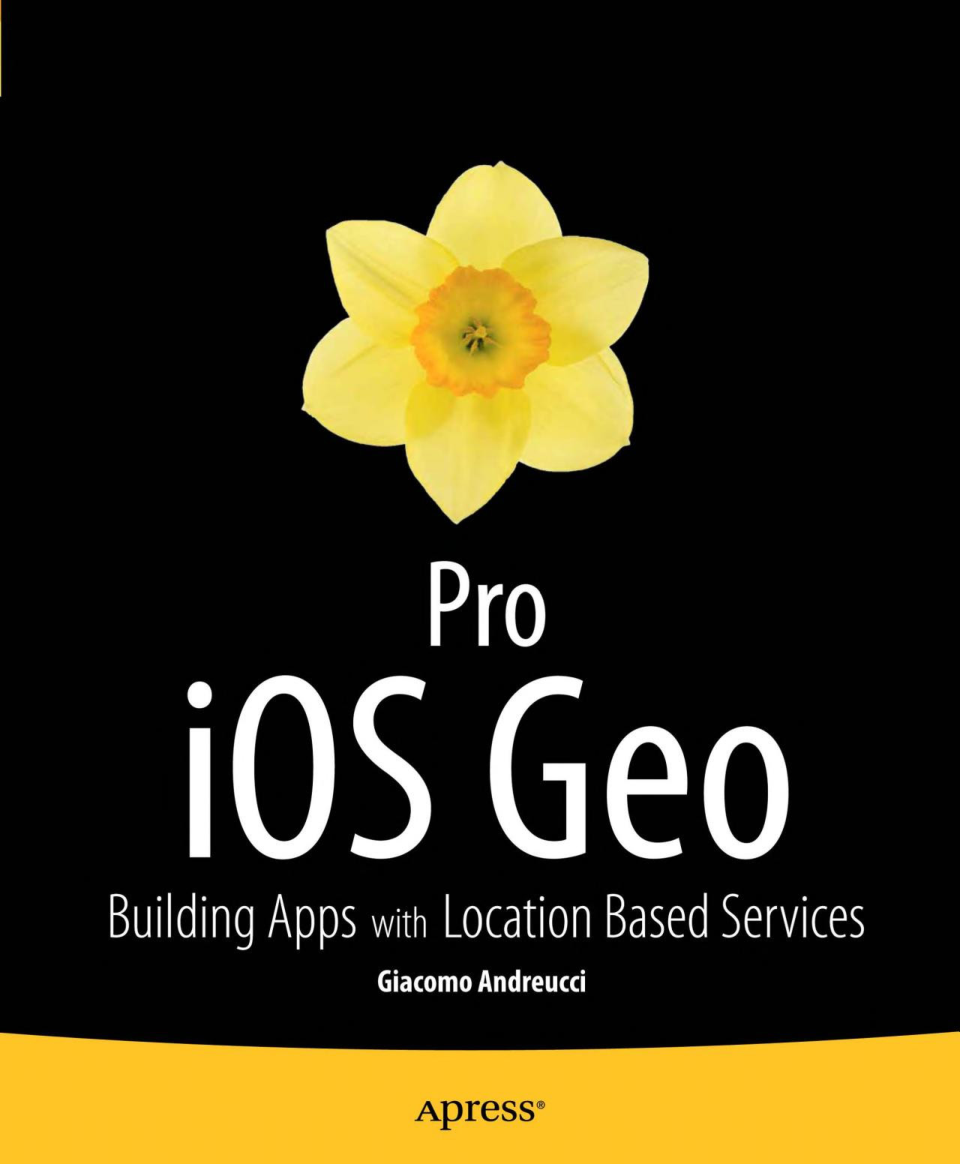 Pro
iOS Geo
Building Apps with Location Based Services
Giacomo Andreucci
Apress®